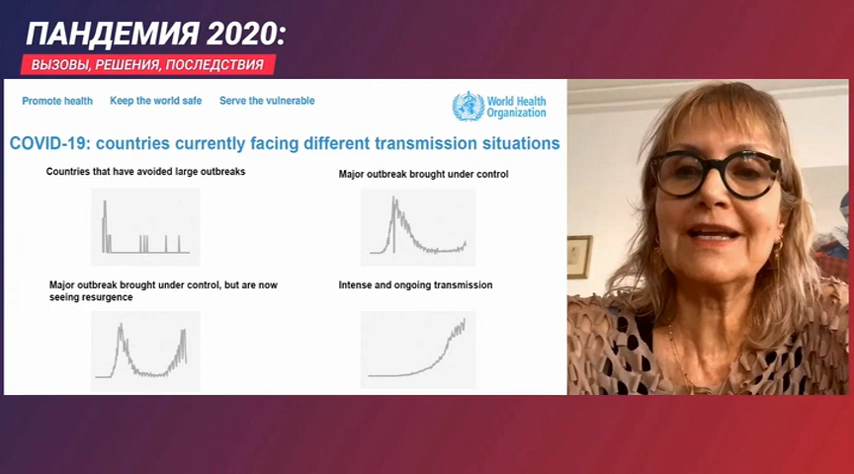 ПАНДЕМИЯ 2020:
ВЫЗОВЫ, РЕШЕНИЯ, ПОСЛЕДСТВИЯ
Promote health Keep the world safe Serve the vulnerable
World Health
Organization
COVID-19: countries currently facing different transmission situations
Countries that have avoided large outbreaks
Major outbreak brought under control
Major outbreak brought under control, but are now
seeing resurgence
Intense and ongoing transmission